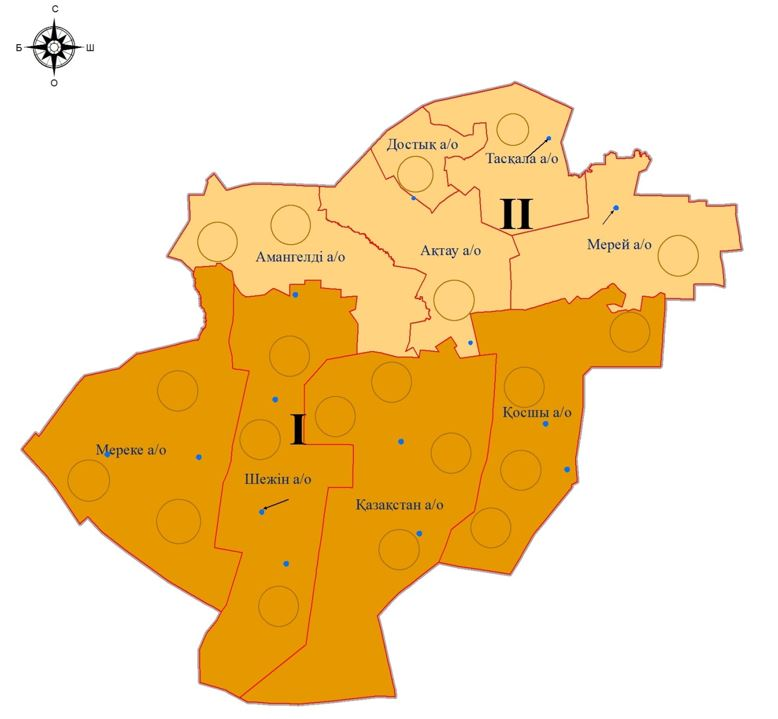 С
Б
Ш
О
Достық а/о
Тасқала а/о
II
Мерей а/о
Ақтау а/о
Амангелді а/о
Қосшы а/о
I
Мереке а/о
Шежін а/о
Қазақстан а/о